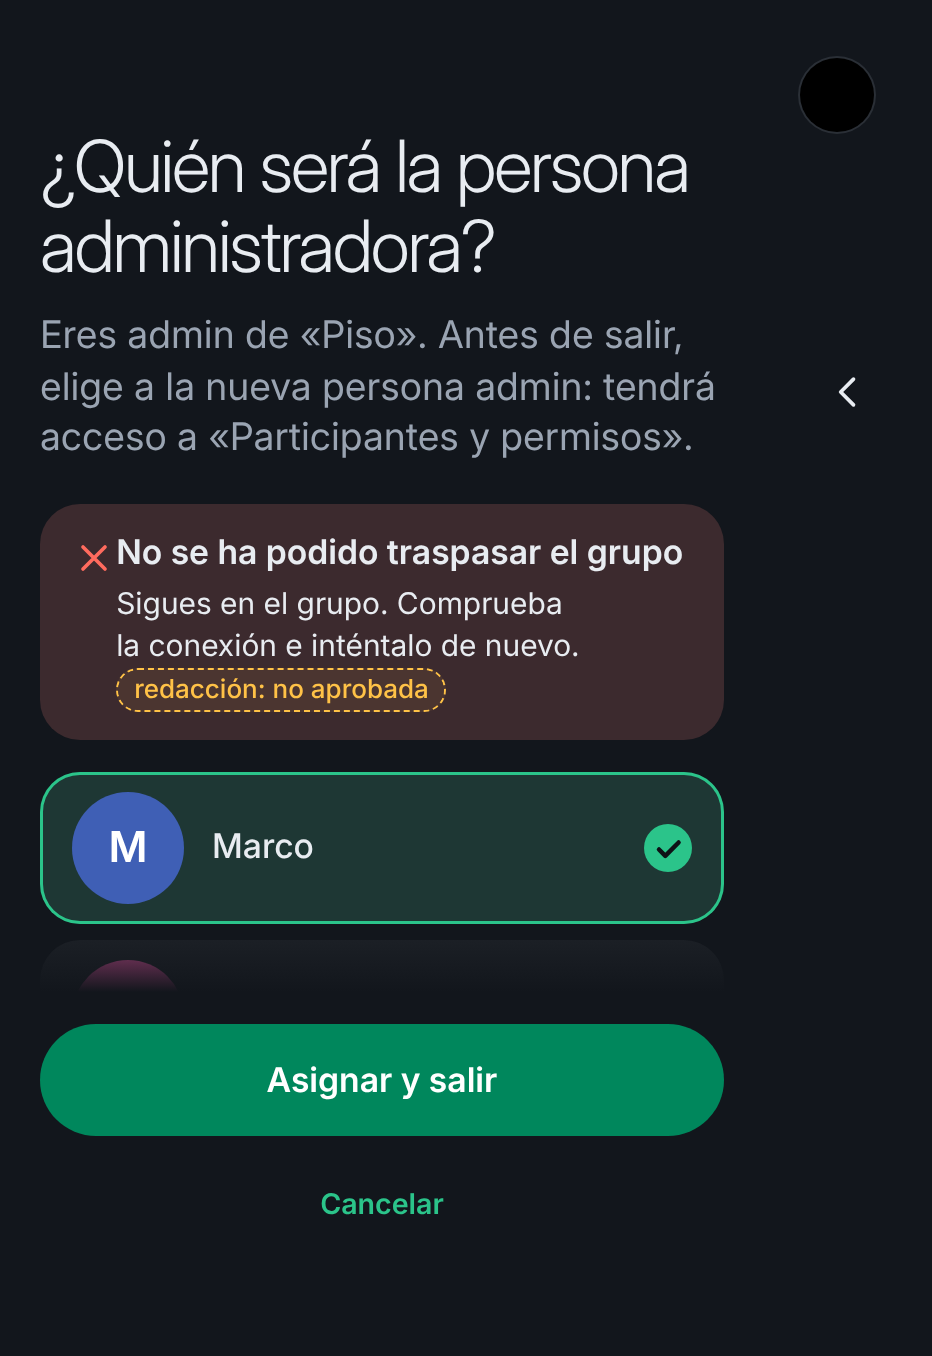 ¿Quién será la persona
administradora?
Eres admin de «Piso». Antes de salir,
elige a la nueva persona admin: tendrá
acceso a «Participantes y permisos».
No se ha podido traspasar el grupo
Sigues en el grupo. Comprueba
la conexión e inténtalo de nuevo.
redacción: no aprobada
M
Marco
Asignar y salir
Cancelar